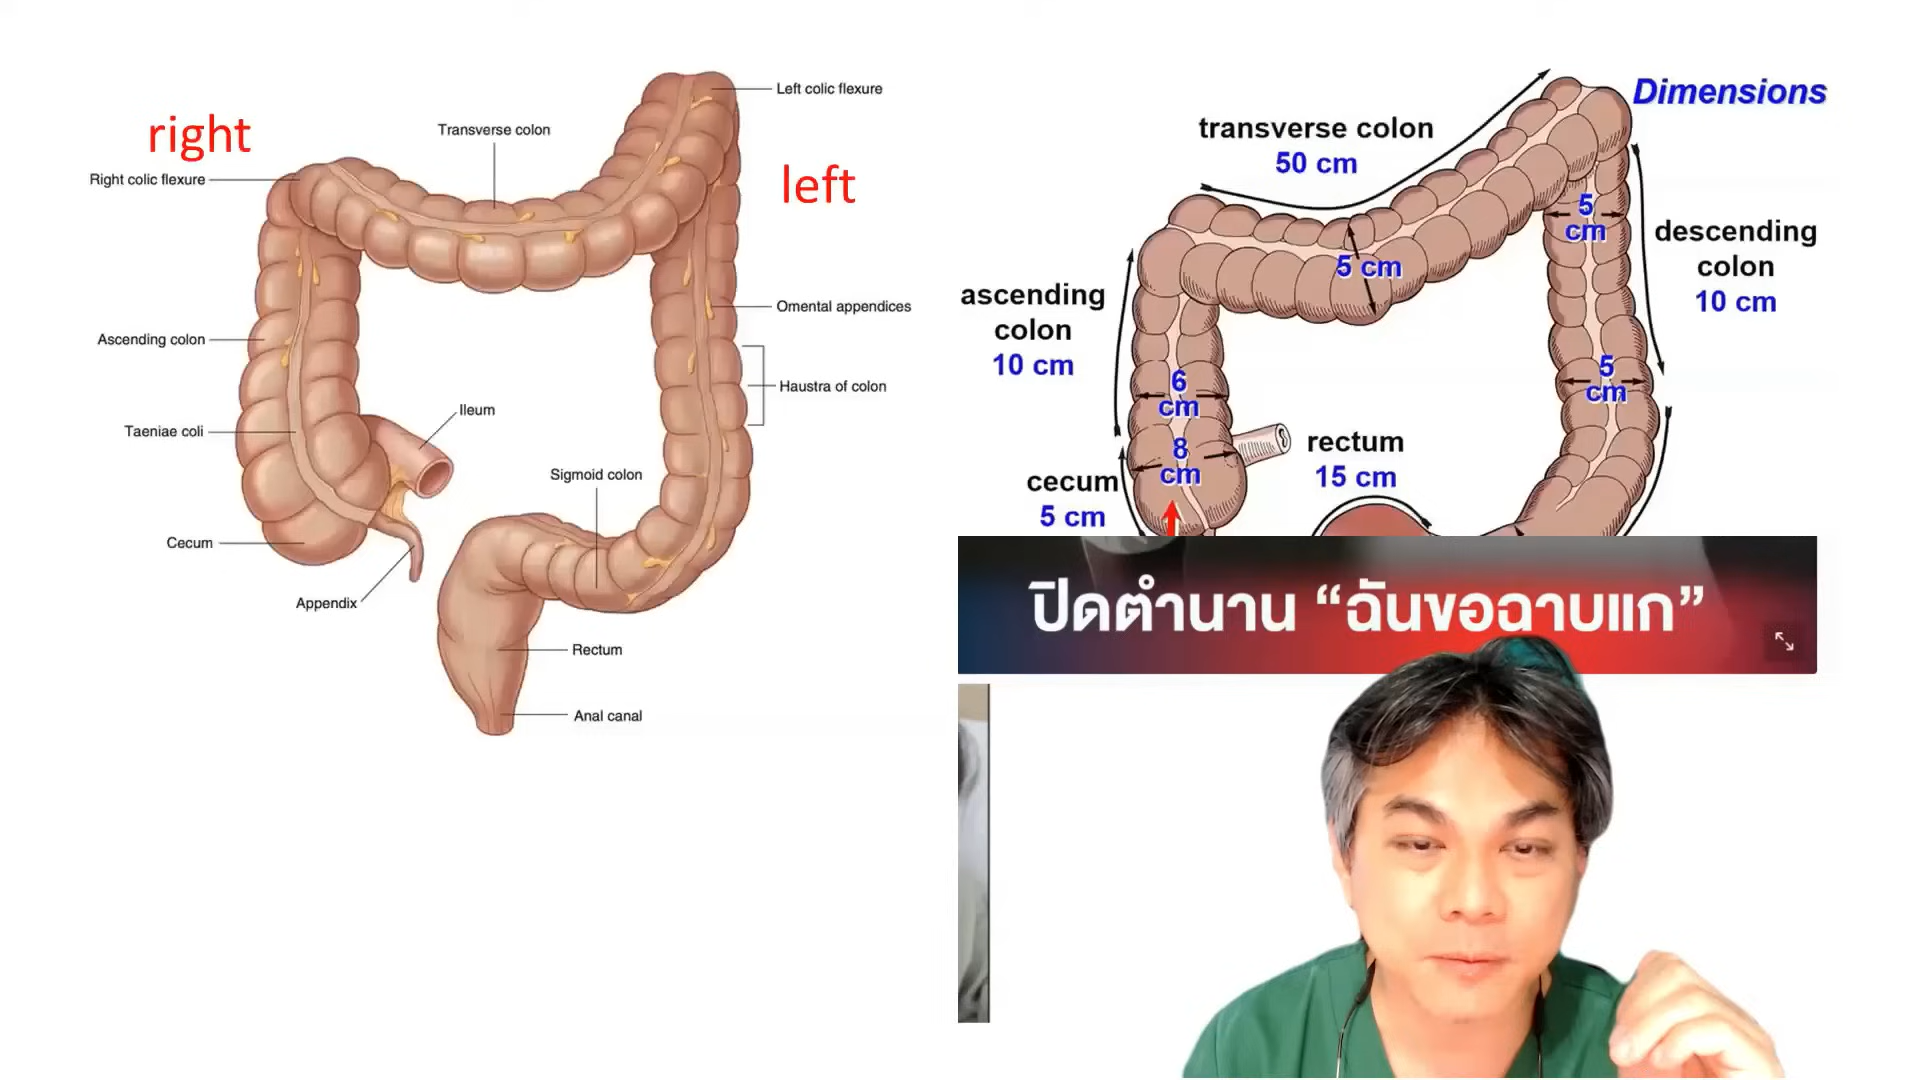 right
left
Left colic flexure
Transverse colon
Right colic flexure
Omental appendices
Ascending colon
Haustra of colon
Ileum
Taeniae coli
Sigmoid colon
Cecum
Appendix
Rectum
Anal canal
Dimensions
transverse colon
50 cm
5
cm
descending
colon
10 cm
5 cm
ascending
colon
10 cm
6
cm
5
cm
8
cm
rectum
15 cm
cecum
5 cm
ปิดตำนาน “ฉันขอฉาบแก”